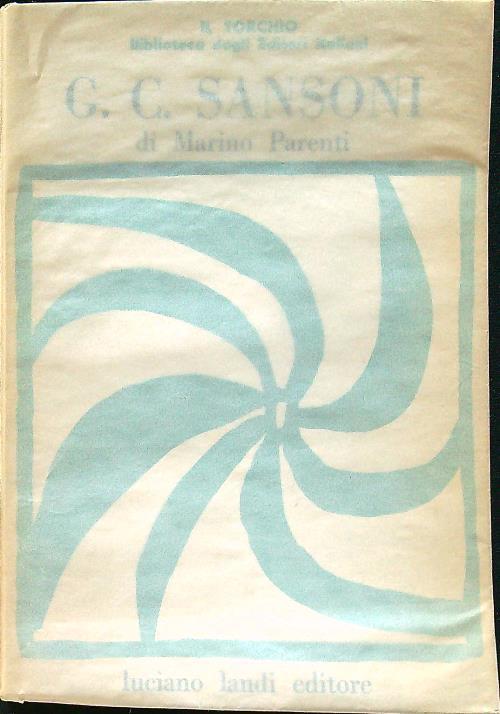 IL TORCHIO
Biblioteca degli Editori Italiani
G. C. SANSONI
di Marino Parenti
luciano landi editore